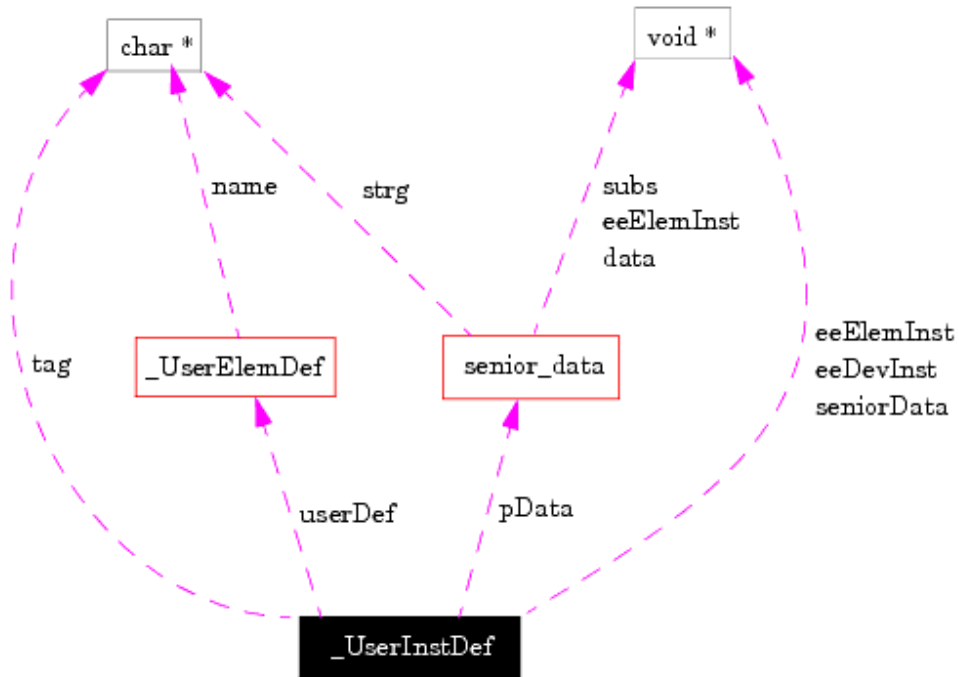 char *
void *
name
strg
subs
eeElemInst
data
tag
_UserElemDef
senior_data
eeElemInst
eeDevInst
seniorData
userDef
pData
_UserInstDef